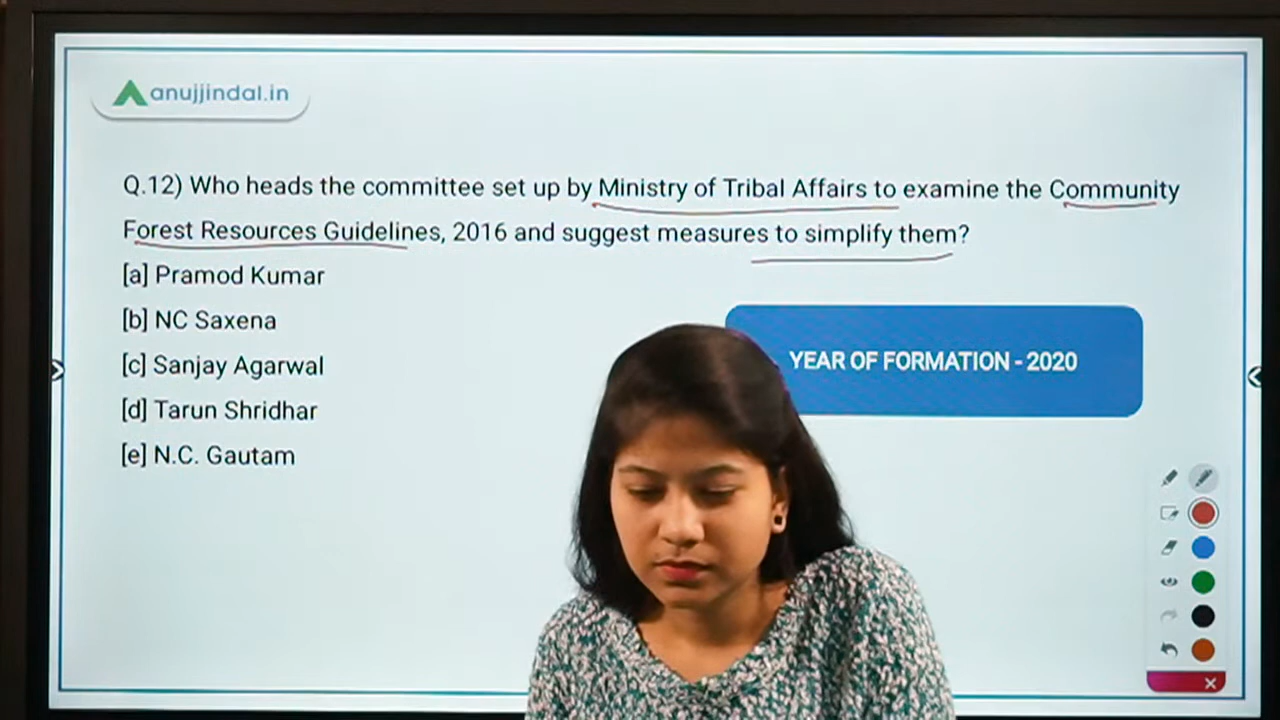 anujjindal.in
Q.12) Who heads the committee set up by Ministry of Tribal Affairs to examine the Community
Forest Resources Guidelines, 2016 and suggest measures to simplify them?
[a] Pramod Kumar
[b] NC Saxena
[c] Sanjay Agarwal
[d] Tarun Shridhar
[e] N.C. Gautam
YEAR OF FORMATION - 2020